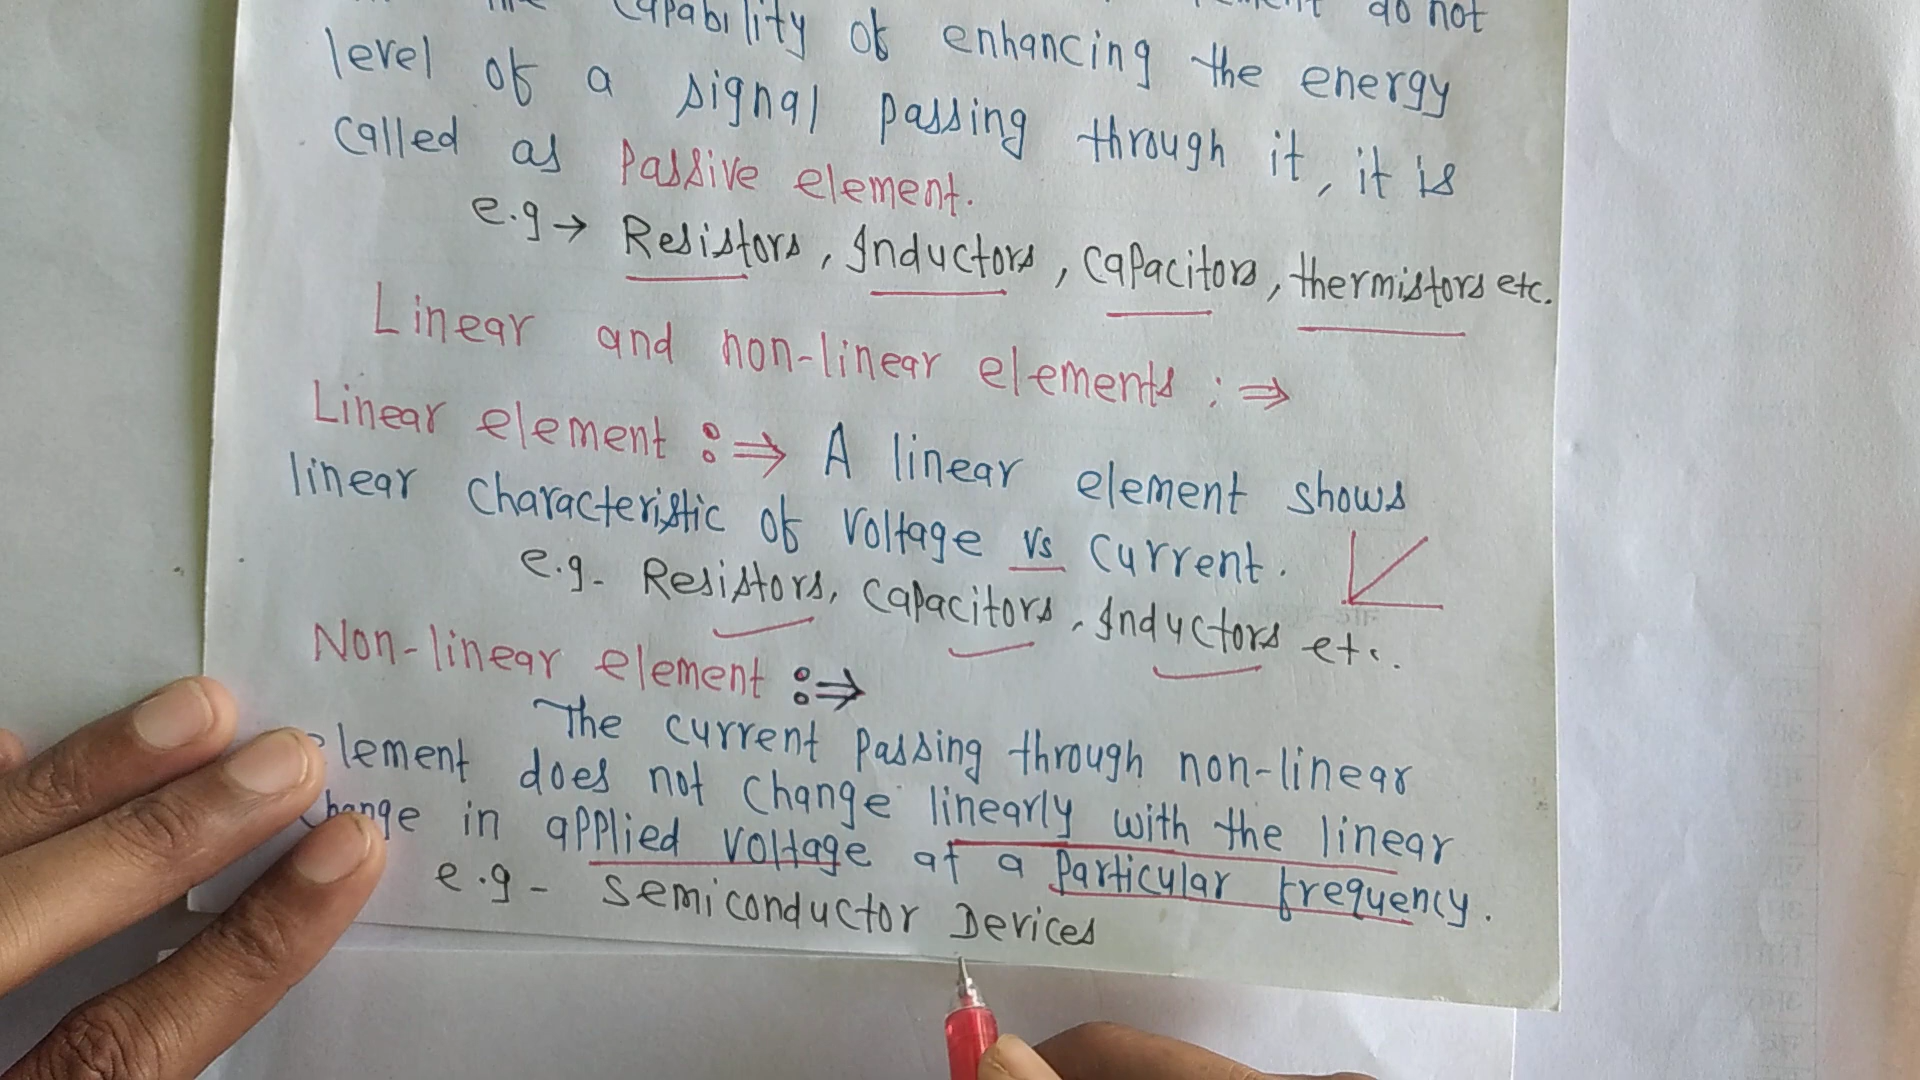 capability of enhancing the energy do not
level of a signal passing through it, it is
called as Passive element.
e.g → Resistors, Inductors, capacitors, thermistors etc.
Linear and non-linear elements : ⇒
Linear element : ⇒ A linear element shows
linear characteristic of voltage vs current.
e.g - Resistors, capacitors, Inductors etc.
Non-linear element : ⇒
The current passing through non-linear
element does not change linearly with the linear
change in applied voltage at a particular frequency.
e.g - semiconductor Devices